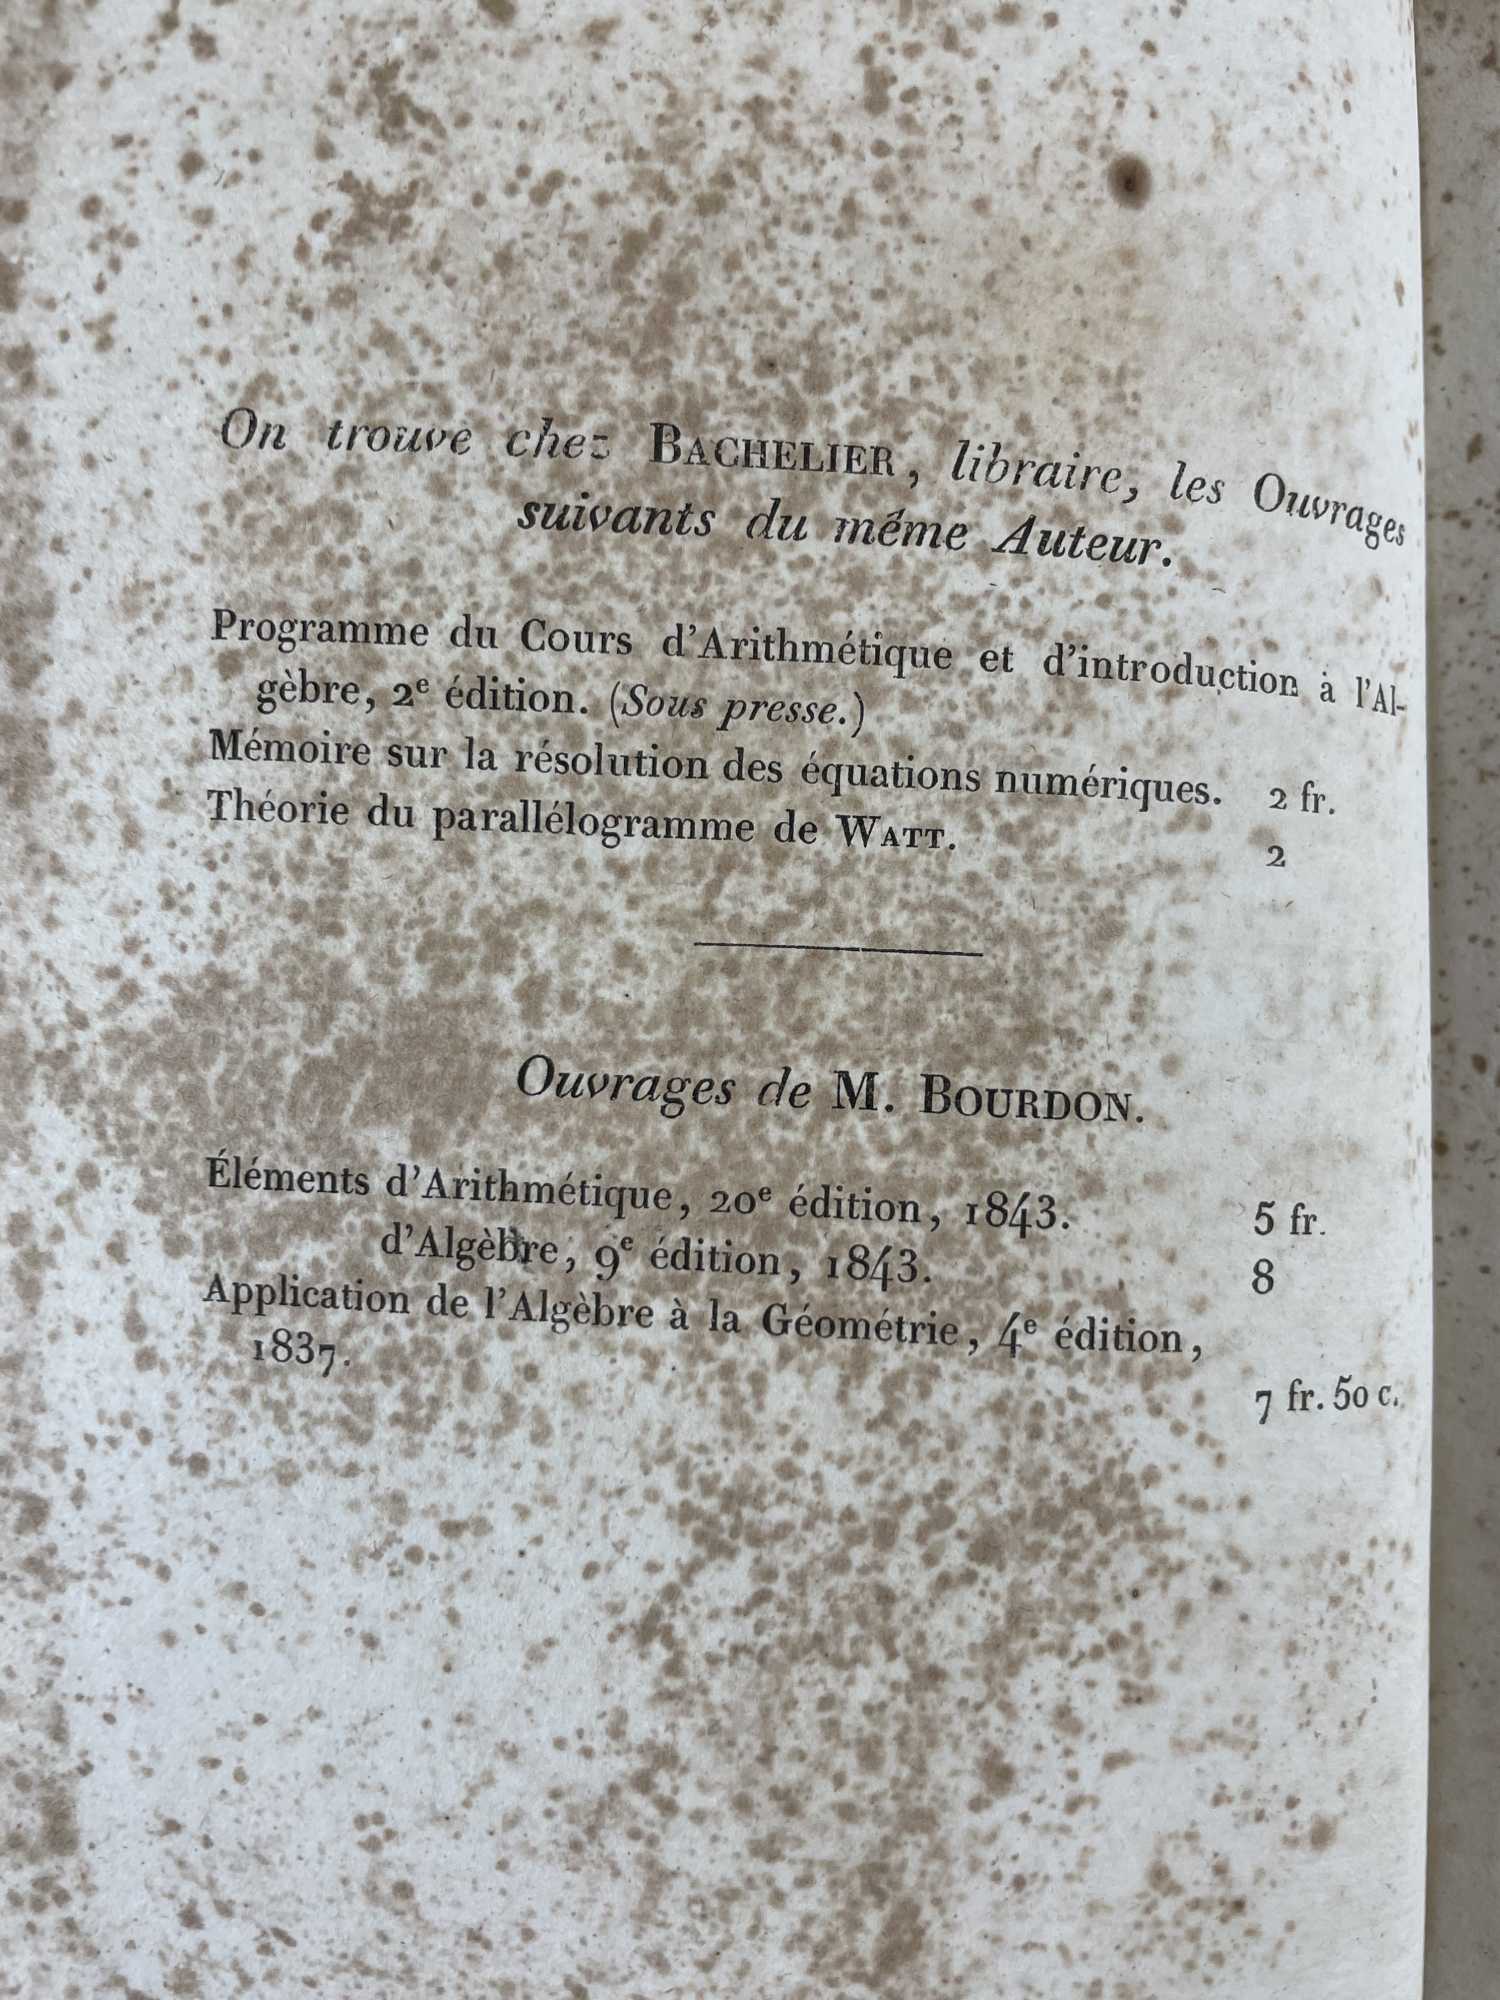 On trouve chez BACHELIER, libraire, les Ouvrages
suivants du même Auteur.
Programme du Cours d'Arithmétique et d'introduction à l'Al-
gèbre, 2e édition. (Sous presse.)
Mémoire sur la résolution des équations numériques. 2 fr.
Théorie du parallélogramme de WATT. 2
Ouvrages de M. BOURDON.
Éléments d'Arithmétique, 20e édition, 1843. 5 fr.
d'Algèbre, 9e édition, 1843. 8
Application de l'Algèbre à la Géométrie, 4e édition,
1837. 7 fr. 50 c.